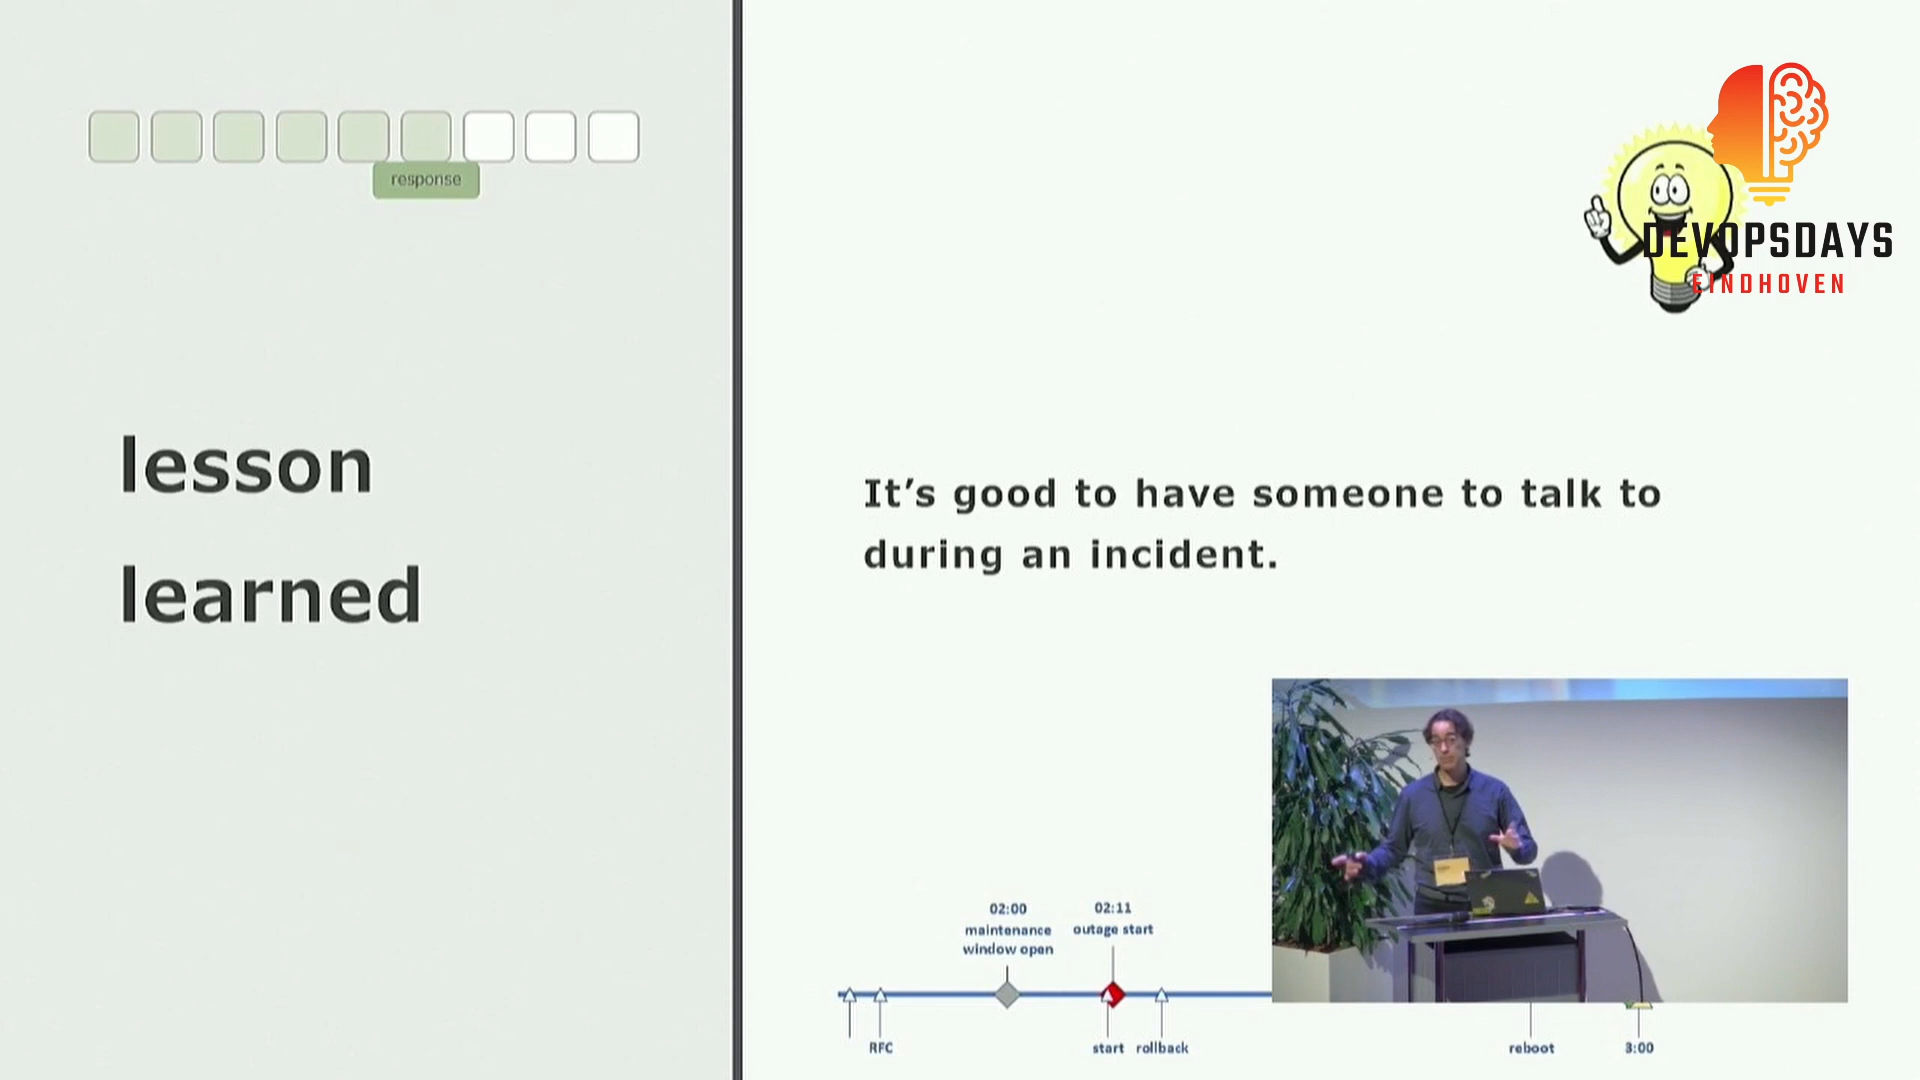 response
lesson
learned
DEVOPSDAYS
EINDHOVEN
It’s good to have someone to talk to
during an incident.
02:00
maintenance
window open
02:11
outage start
RFC
start
rollback
reboot
3:00